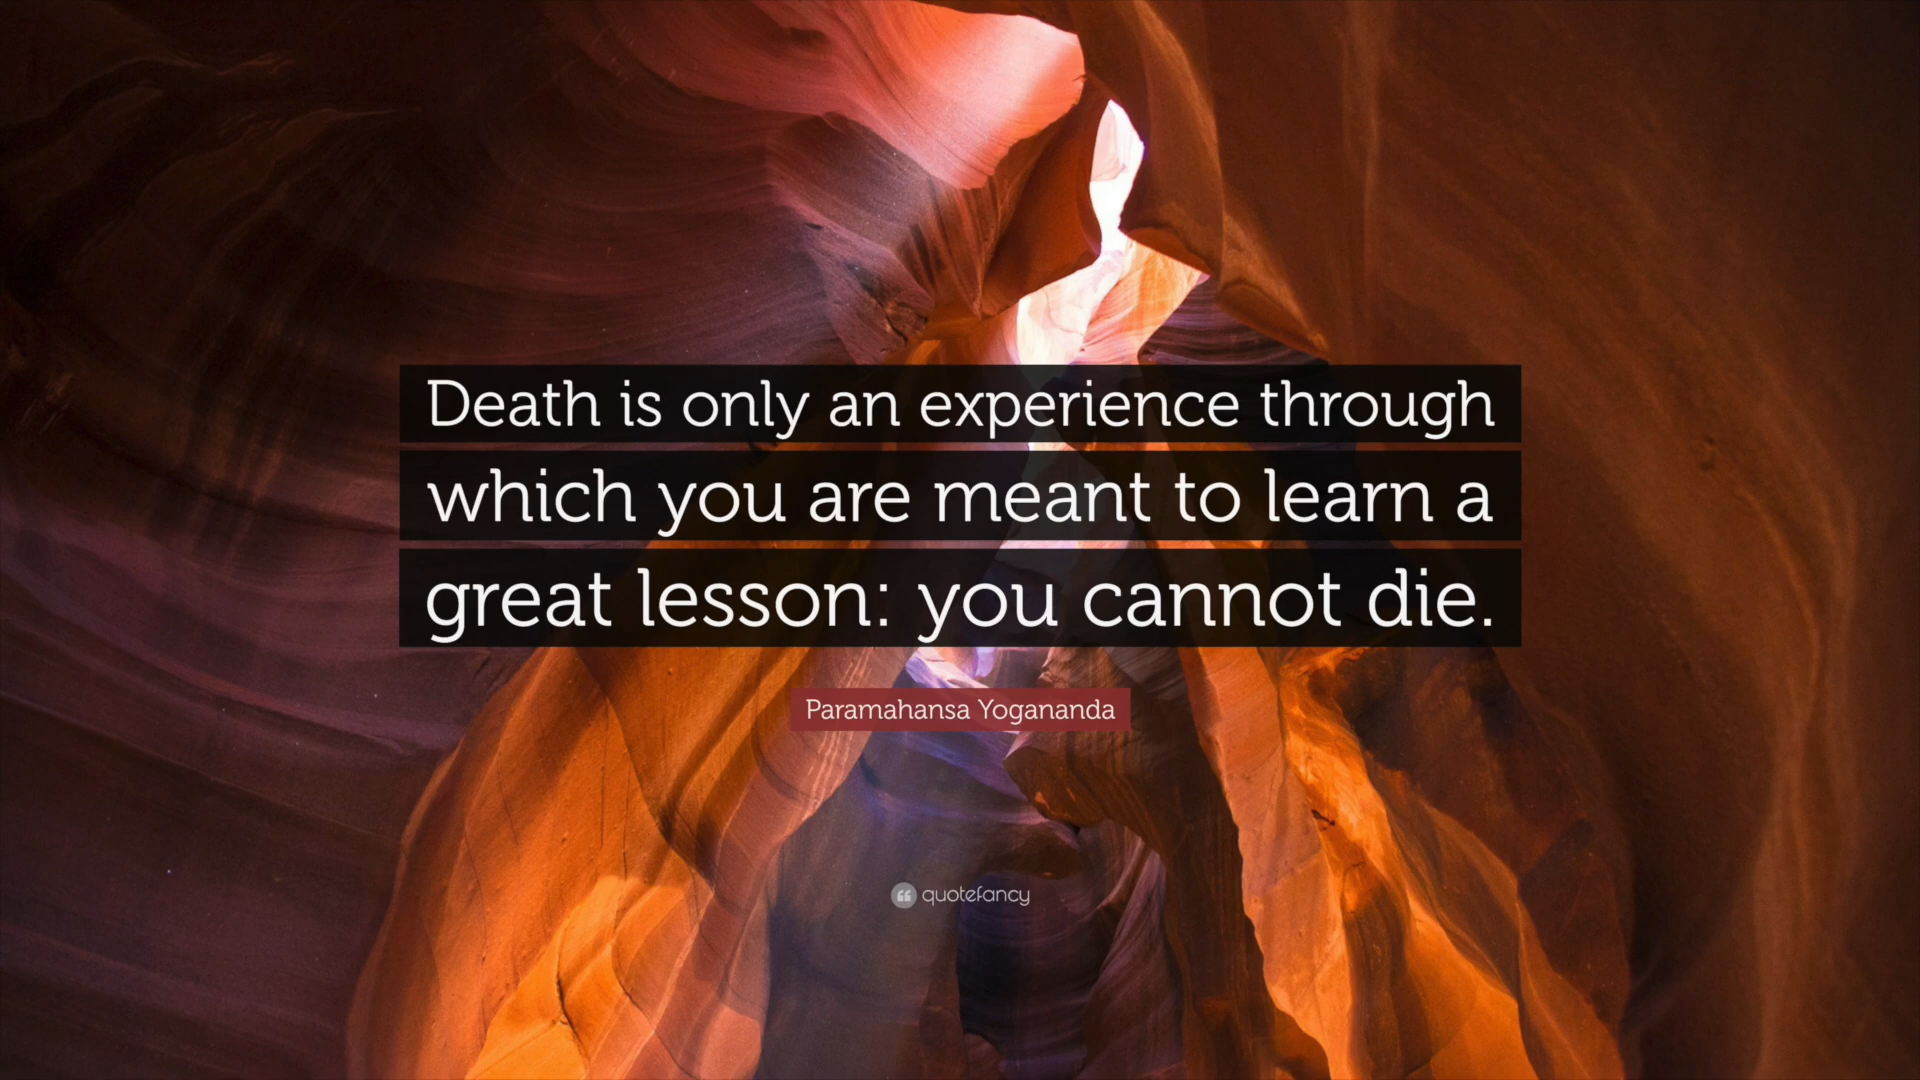 Death is only an experience through
which you are meant to learn a
great lesson: you cannot die.
Paramahansa Yogananda
quotefancy